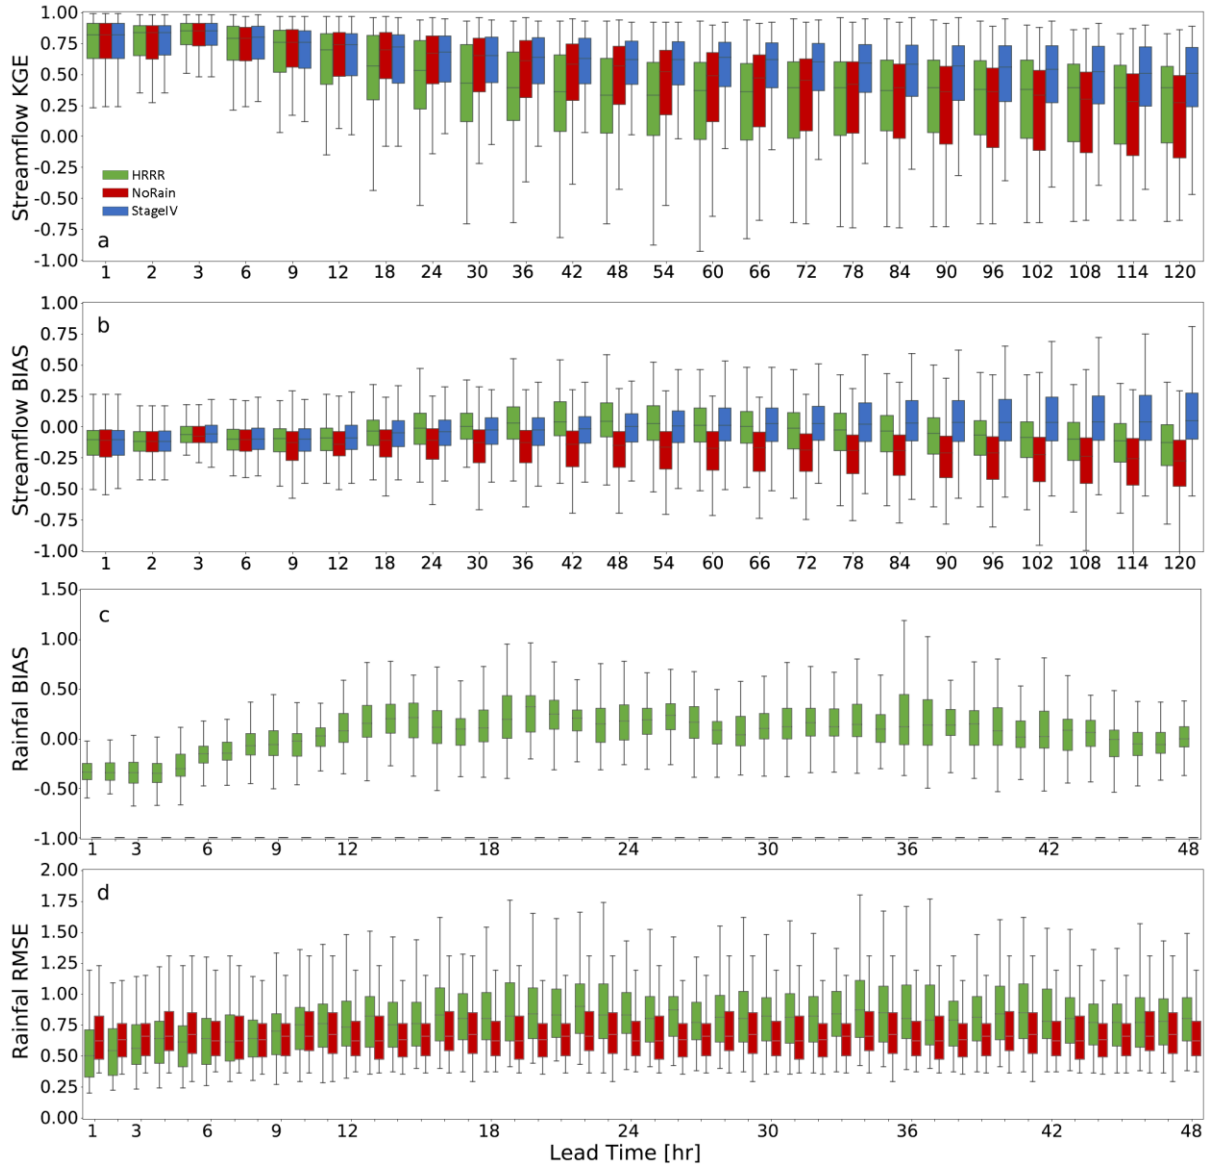 1.00
0.75
0.50
0.25
0.00
-0.25
-0.50
-0.75
-1.00
Streamflow KGE
HRRR
NoRain
StageIV
a
1 2 3 6 9 12 18 24 30 36 42 48 54 60 66 72 78 84 90 96 102 108 114 120
1.00
0.75
0.50
0.25
0.00
-0.25
-0.50
-0.75
-1.00
Streamflow BIAS
b
1 2 3 6 9 12 18 24 30 36 42 48 54 60 66 72 78 84 90 96 102 108 114 120
1.50
1.00
0.50
0.00
-0.50
-1.00
Rainfal BIAS
c
1 3 6 9 12 18 24 30 36 42 48
2.00
1.75
1.50
1.25
1.00
0.75
0.50
0.25
0.00
Rainfal RMSE
d
1 3 6 9 12 18 24 30 36 42 48
Lead Time [hr]